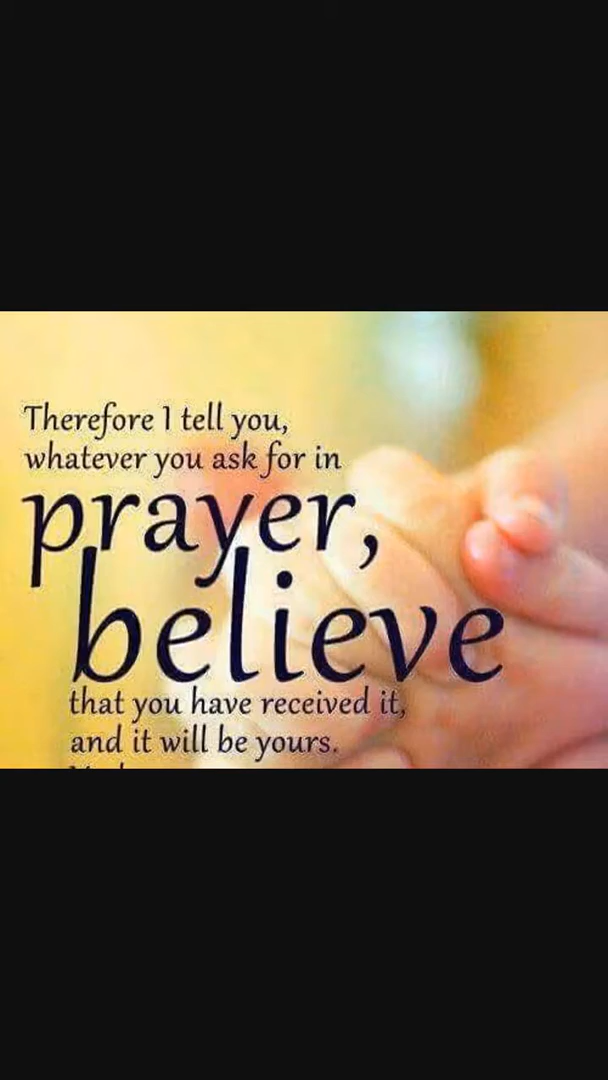 Therefore I tell you,
whatever you ask for in
prayer,
believe
that you have received it,
and it will be yours.